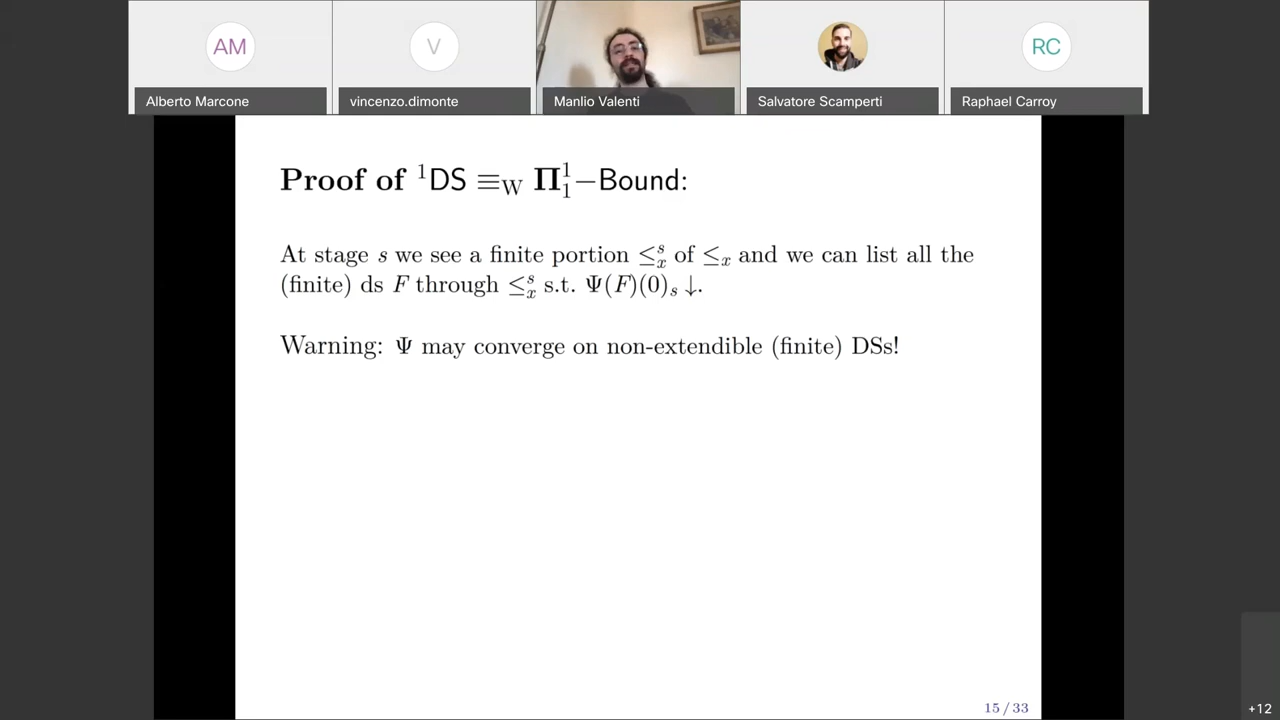 AM
V
RC
Alberto Marcone
vincenzo.dimonte
Manlio Valenti
Salvatore Scamperti
Raphael Carroy
Proof of ¹DS ≡_W Π¹₁−Bound:
At stage s we see a finite portion ≤ˢₓ of ≤ₓ and we can list all the
(finite) ds F through ≤ˢₓ s.t. Ψ(F)(0)ₛ ↓.
Warning: Ψ may converge on non-extendible (finite) DSs!
15 / 33
+12